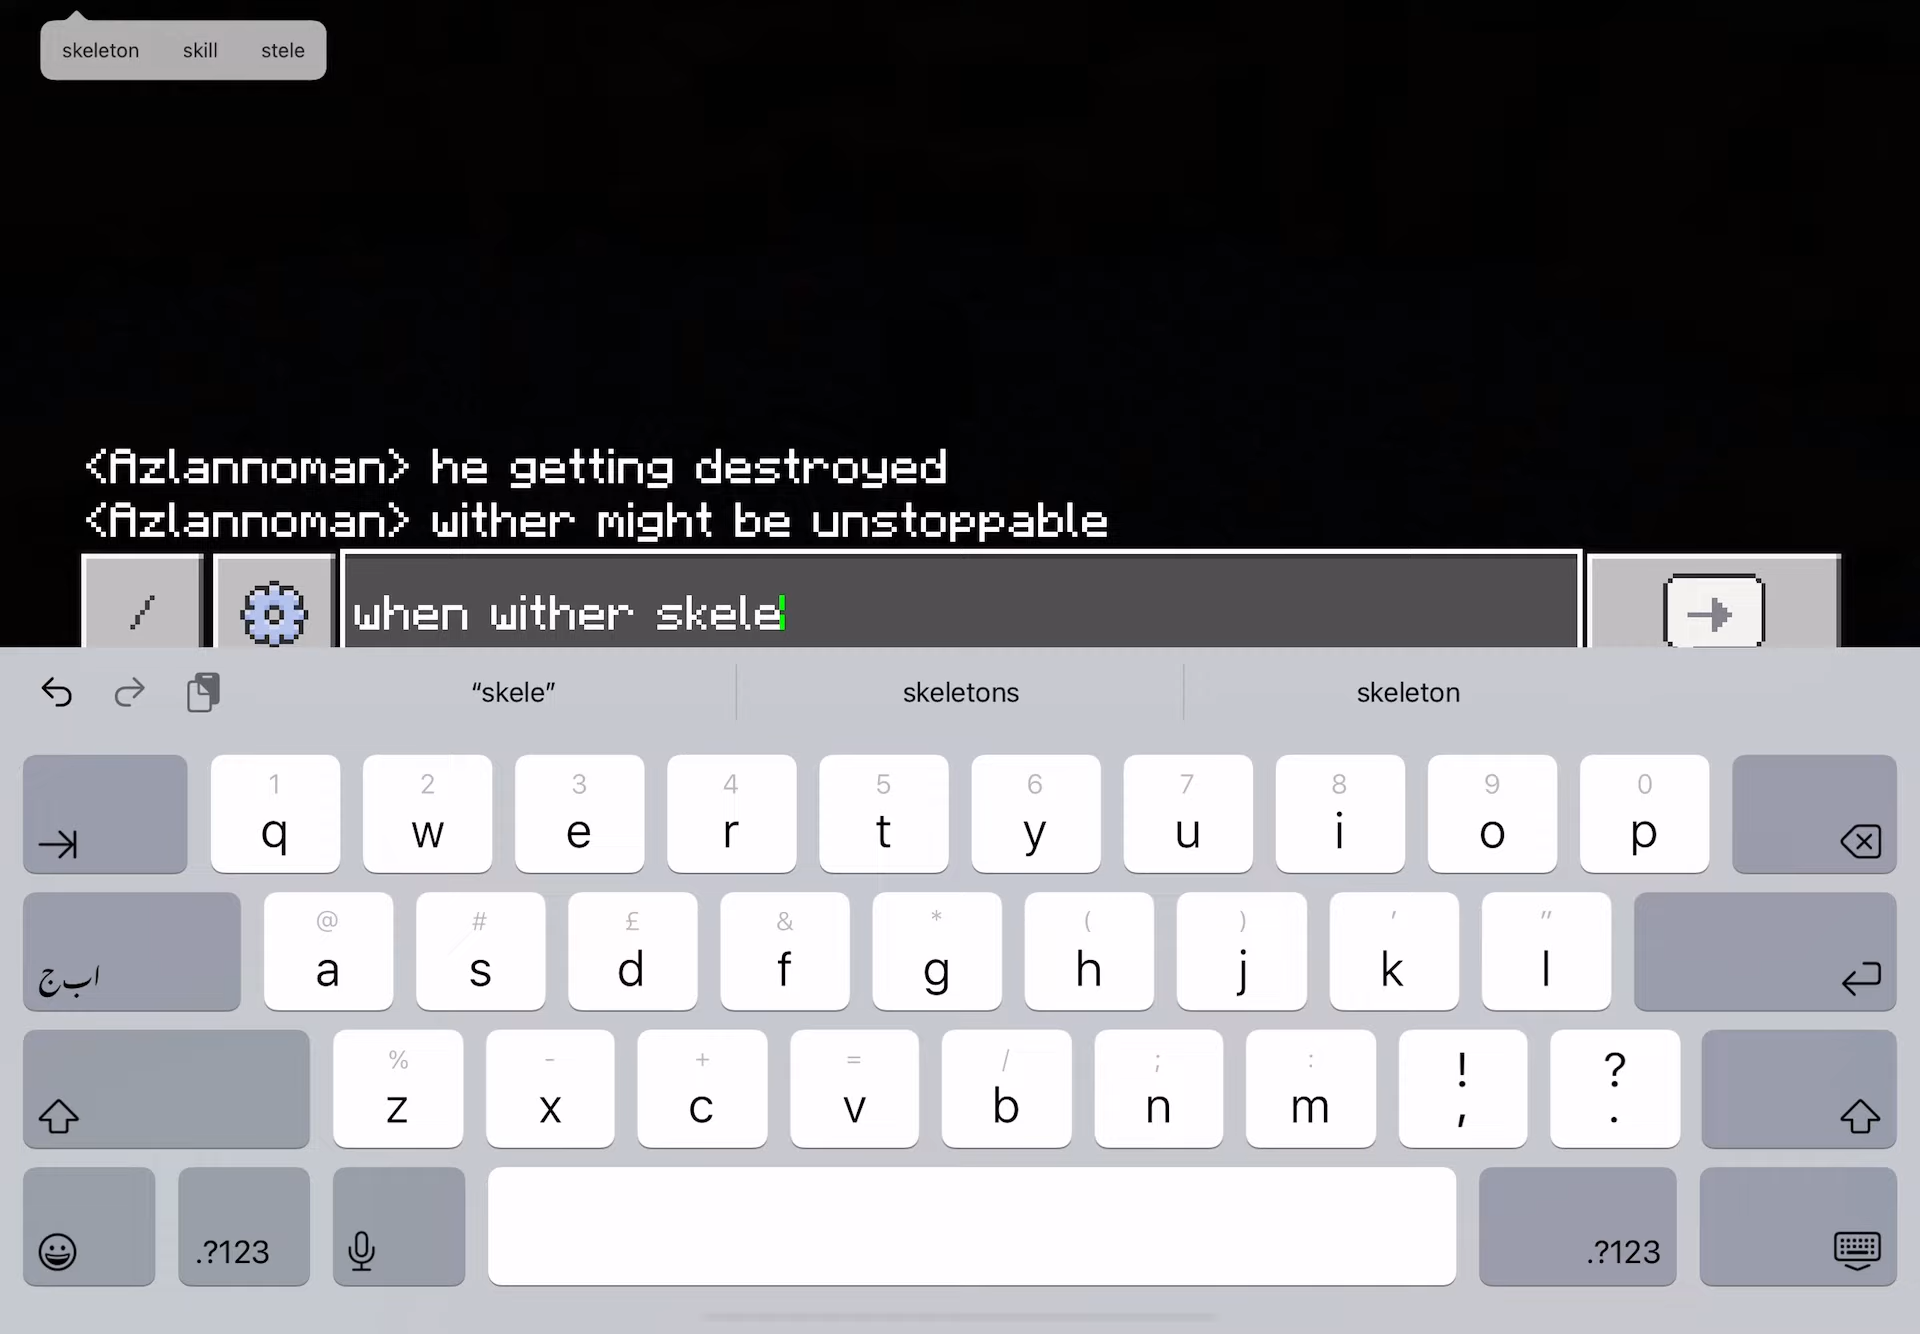 skeleton skill stele
<Azlannoman> he getting destroyed
<Azlannoman> wither might be unstoppable
/ when wither skele
“skele” skeletons skeleton
1 2 3 4 5 6 7 8 9 0
q w e r t y u i o p
@ # £ & * ( ) ' "
ا ب ج a s d f g h j k l
% - + = / ; : ! ?
z x c v b n m , .
.?123 .?123